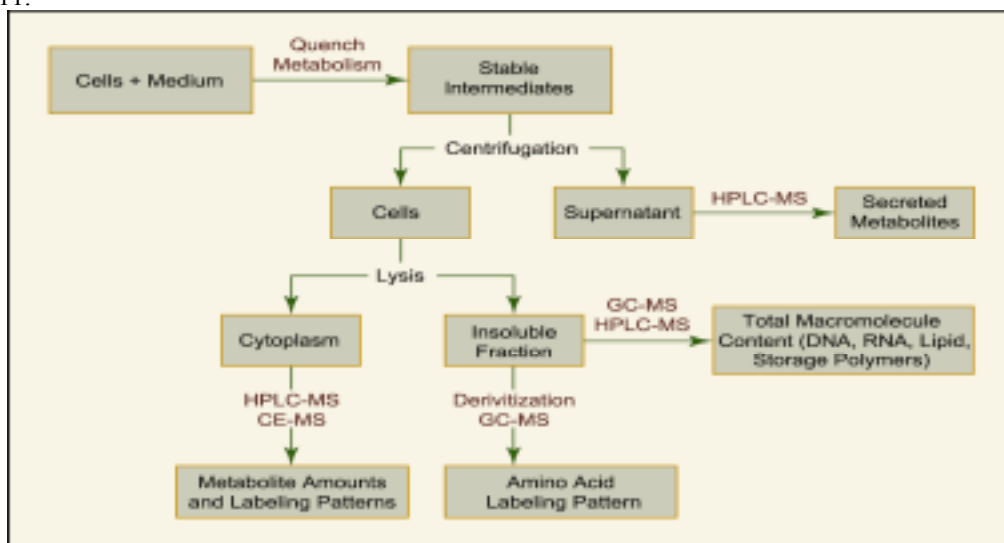 Quench
Metabolism
Cells + Medium
Stable
Intermediates
Centrifugation
Cells
Supernatant
HPLC-MS
Secreted
Metabolites
Lysis
Cytoplasm
Insoluble
Fraction
GC-MS
HPLC-MS
Total Macromolecule
Content (DNA, RNA, Lipid,
Storage Polymers)
HPLC-MS
CE-MS
Derivitization
GC-MS
Metabolite Amounts
and Labeling Patterns
Amino Acid
Labeling Pattern